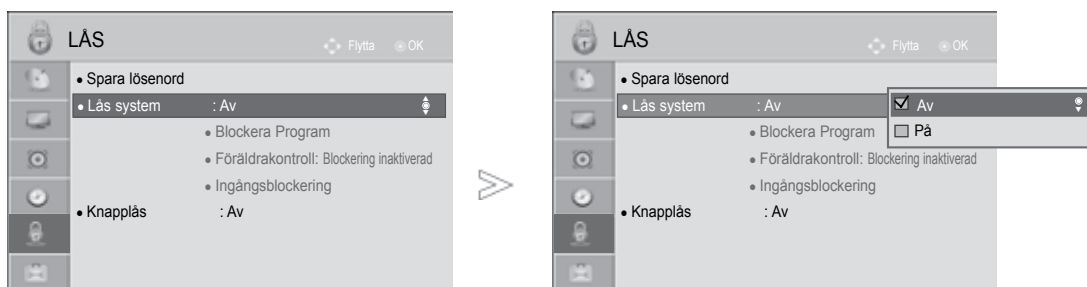 LÅS
Flytta OK
• Spara lösenord
• Lås system : Av
• Blockera Program
• Föräldrakontroll: Blockering inaktiverad
• Ingångsblockering
• Knapplås : Av
LÅS
Flytta OK
• Spara lösenord
• Lås system : Av
• Blockera Program
• Föräldrakontroll: Blockering inaktiverad
• Ingångsblockering
• Knapplås : Av
Av
På